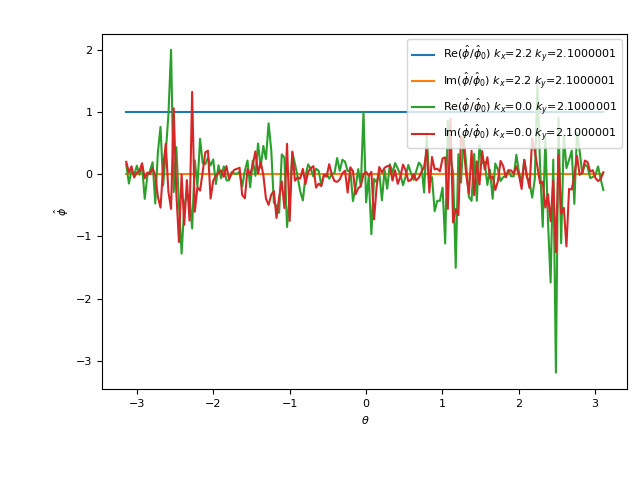 Re(φ̂/φ̂₀) kₓ=2.2 k_y=2.1000001
Im(φ̂/φ̂₀) kₓ=2.2 k_y=2.1000001
Re(φ̂/φ̂₀) kₓ=0.0 k_y=2.1000001
Im(φ̂/φ̂₀) kₓ=0.0 k_y=2.1000001
2
1
0
−1
−2
−3
φ̂
−3 −2 −1 0 1 2 3
θ